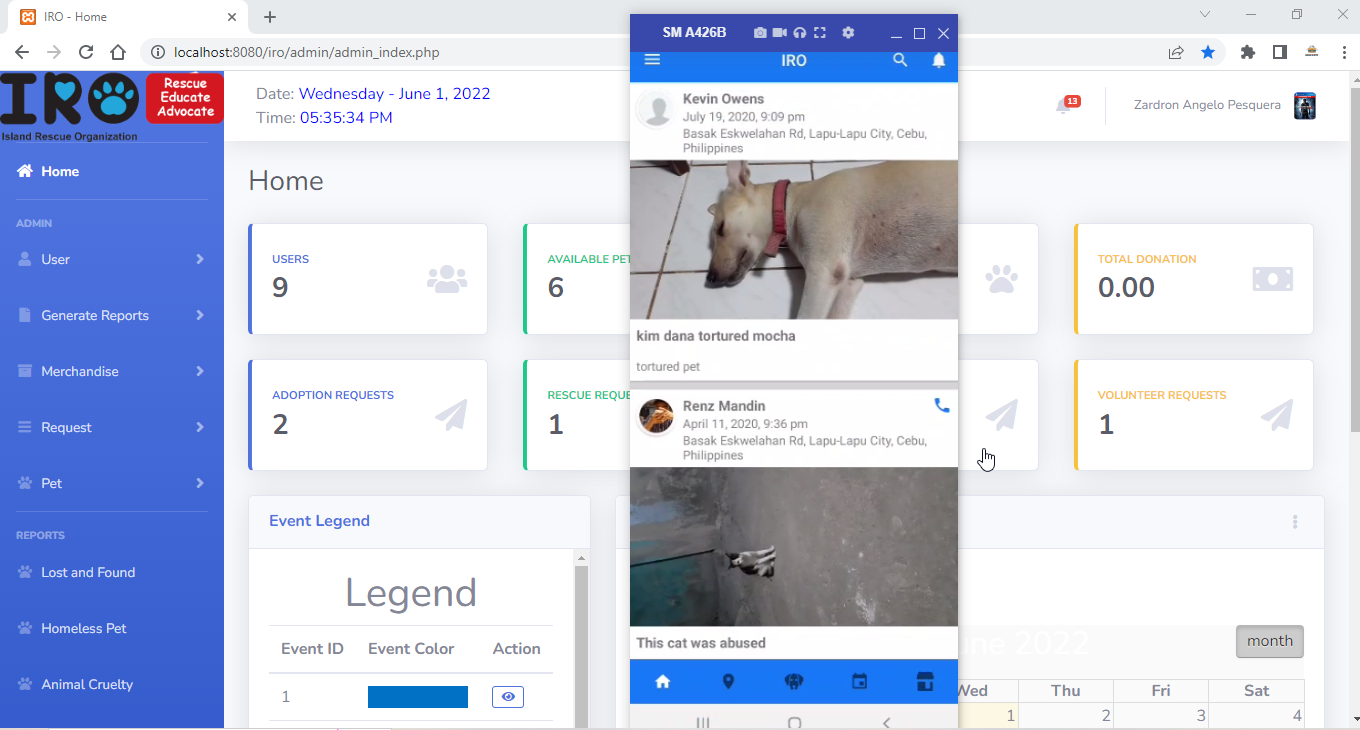 IRO - Home
localhost:8080/iro/admin/admin_index.php
IRO
Rescue
Educate
Advocate
Island Rescue Organization
Home
ADMIN
User
Generate Reports
Merchandise
Request
Pet
REPORTS
Lost and Found
Homeless Pet
Animal Cruelty
Date: Wednesday - June 1, 2022
Time: 05:35:34 PM
13
Zardron Angelo Pesquera
Home
USERS
9
AVAILABLE PET
6
TOTAL DONATION
0.00
ADOPTION REQUESTS
2
RESCUE REQUE
1
VOLUNTEER REQUESTS
1
Event Legend
Legend
Event ID Event Color Action
1
SM A426B
IRO
Kevin Owens
July 19, 2020, 9:09 pm
Basak Eskwelahan Rd, Lapu-Lapu City, Cebu,
Philippines
kim dana tortured mocha
tortured pet
Renz Mandin
April 11, 2020, 9:36 pm
Basak Eskwelahan Rd, Lapu-Lapu City, Cebu,
Philippines
This cat was abused
une 2022
month
Wed Thu Fri Sat
1 2 3 4